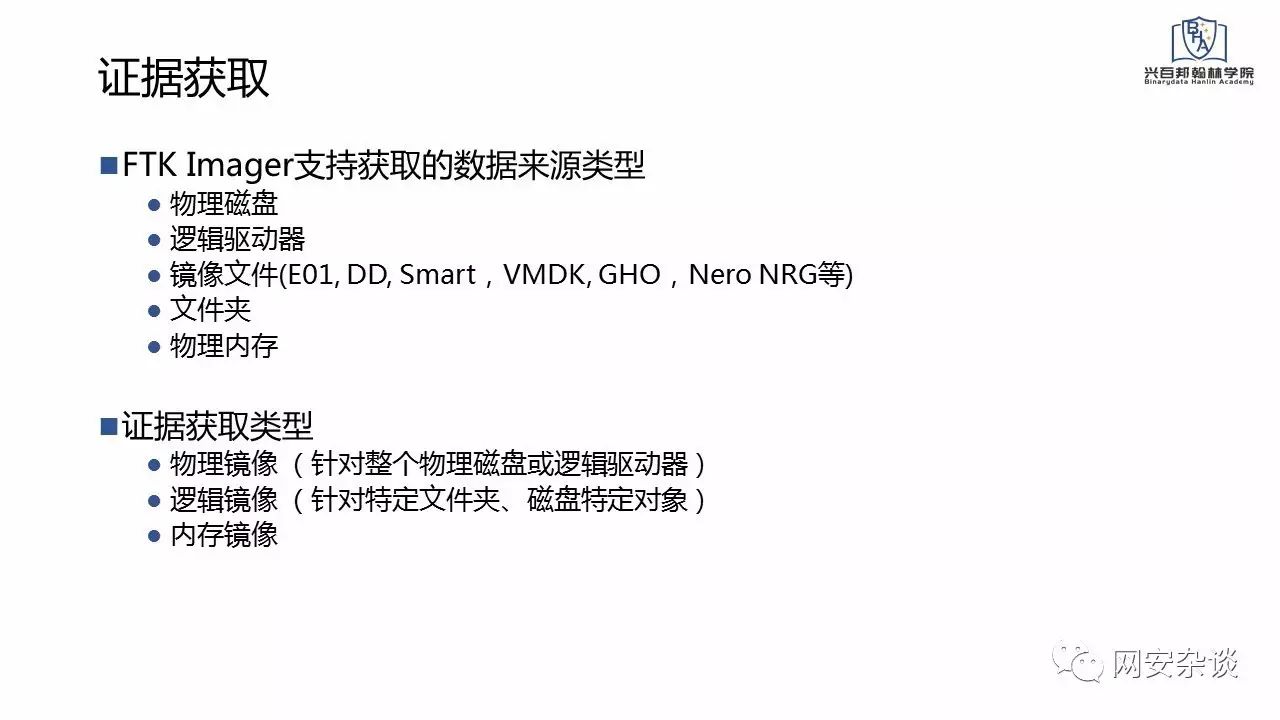 BHA
兴百邦翰林学院
Binarydata Hanlin Academy
证据获取
FTK Imager支持获取的数据来源类型
物理磁盘
逻辑驱动器
镜像文件(E01, DD, Smart，VMDK, GHO，Nero NRG等)
文件夹
物理内存
证据获取类型
物理镜像（针对整个物理磁盘或逻辑驱动器）
逻辑镜像（针对特定文件夹、磁盘特定对象）
内存镜像
网安杂谈